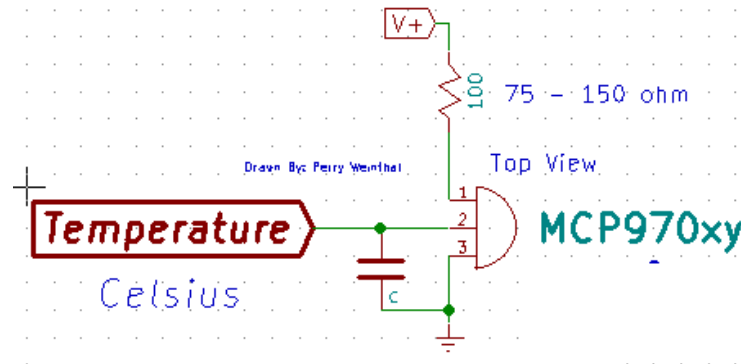 V+
100
75 - 150 ohm
Drawn By: Perry Weinthal
Top View
1
Temperature
2
MCP970xy
3
Celsius
C